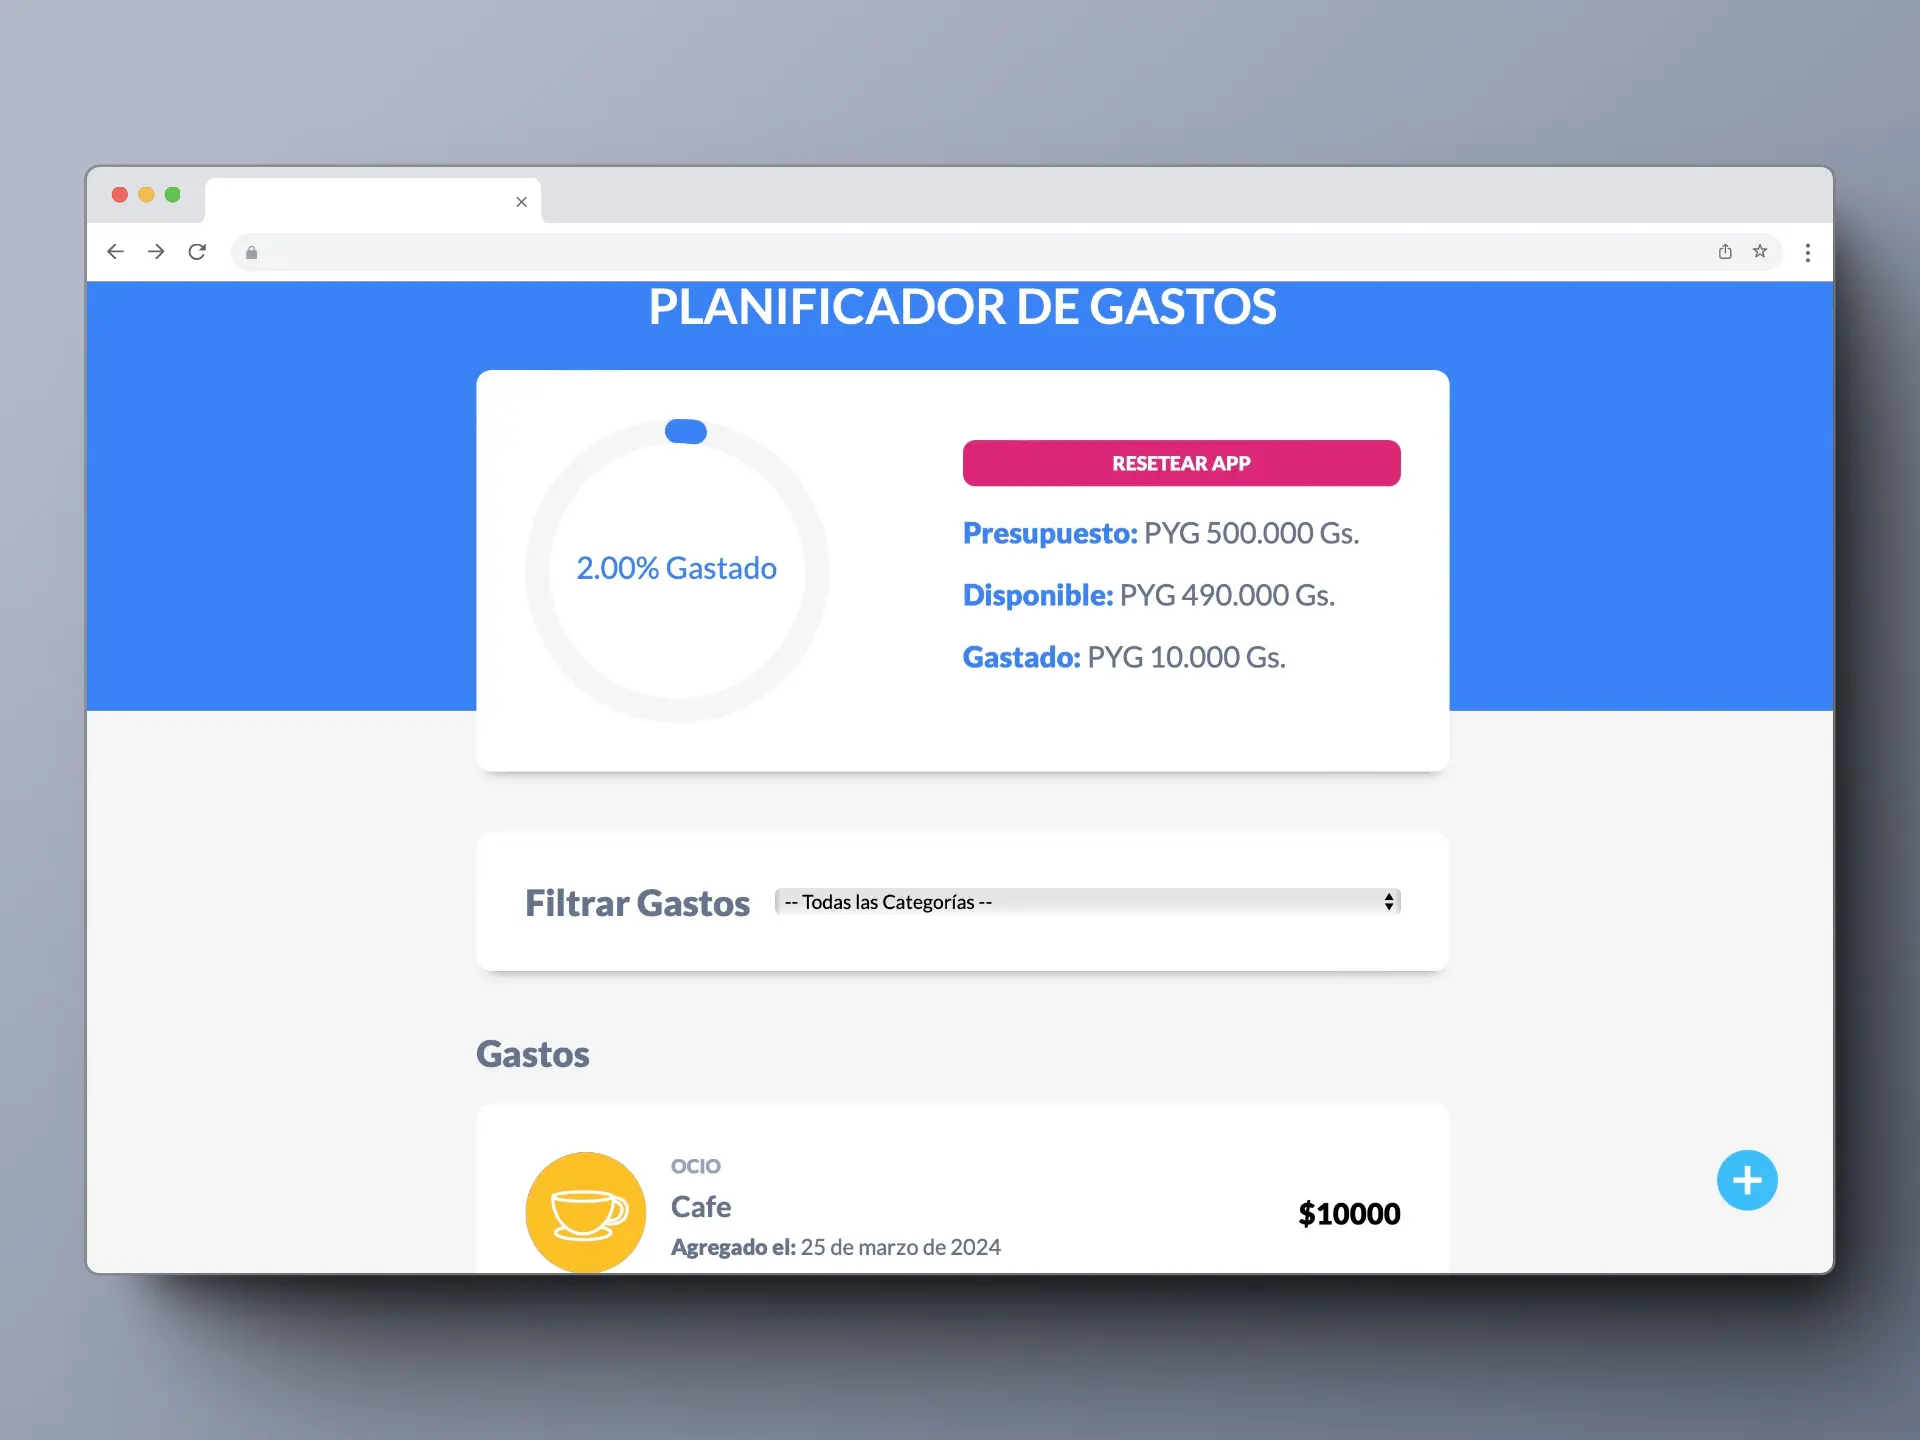 PLANIFICADOR DE GASTOS
RESETEAR APP
2.00% Gastado
Presupuesto: PYG 500.000 Gs.
Disponible: PYG 490.000 Gs.
Gastado: PYG 10.000 Gs.
Filtrar Gastos
-- Todas las Categorías --
Gastos
OCIO
Cafe
$10000
Agregado el: 25 de marzo de 2024